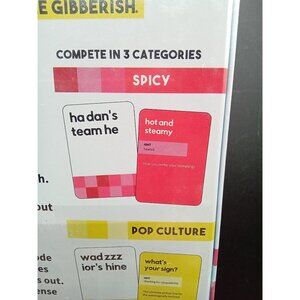 E GIBBERISH.
COMPETE IN 3 CATEGORIES
SPICY
ha dan's
team he
hot and
steamy
h.
out
POP CULTURE
ode
es
s out.
ense
wad zzz
ior's hine
what's
your sign?